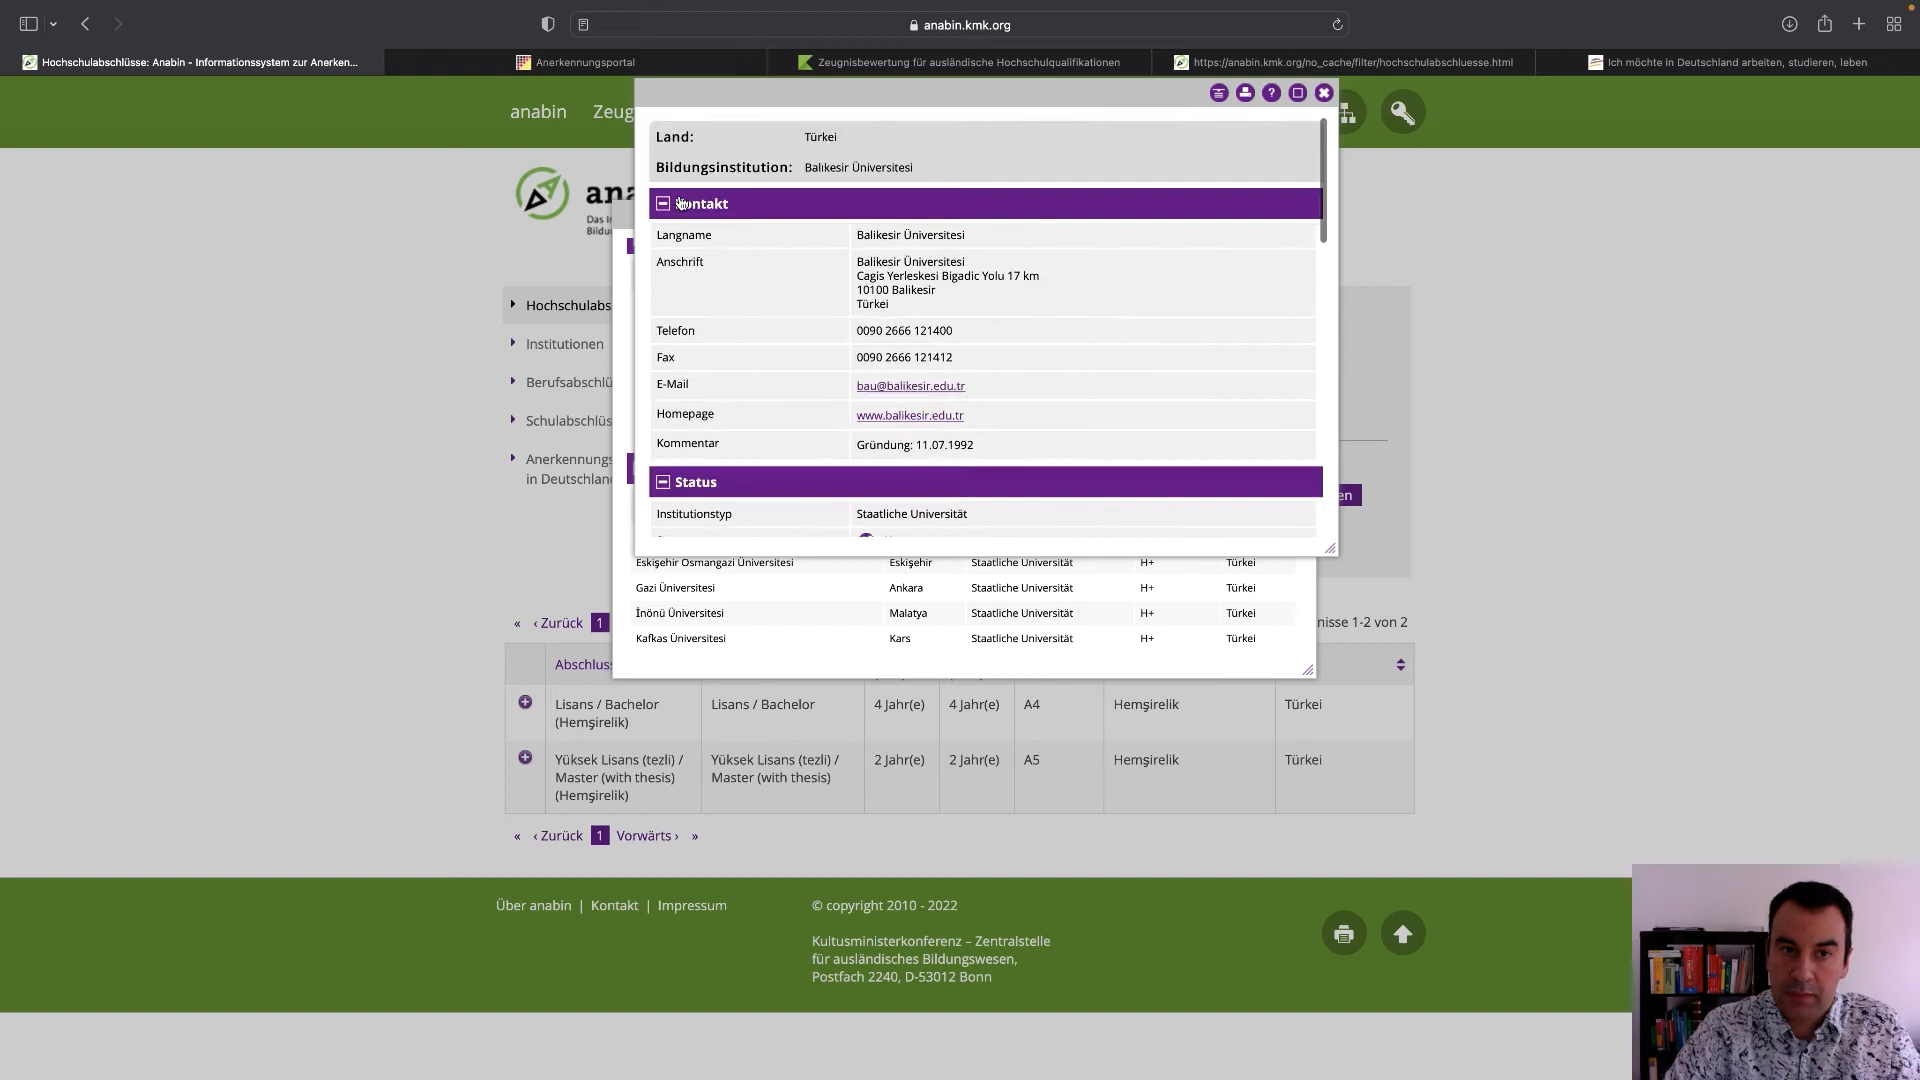 anabin.kmk.org
Hochschulabschlüsse: Anabin - Informationssystem zur Anerken...
Anerkennungsportal
Zeugnisbewertung für ausländische Hochschulqualifikationen
https://anabin.kmk.org/no_cache/filter/hochschulabschluesse.html
Ich möchte in Deutschland arbeiten, studieren, leben
anabin
Zeug
Land: Türkei
Bildungsinstitution: Balıkesir Üniversitesi
Kontakt
Langname Balikesir Üniversitesi
Anschrift Balikesir Üniversitesi
Cagis Yerleskesi Bigadic Yolu 17 km
10100 Balikesir
Türkei
Telefon 0090 2666 121400
Fax 0090 2666 121412
E-Mail bau@balikesir.edu.tr
Homepage www.balikesir.edu.tr
Kommentar Gründung: 11.07.1992
Status
Institutionstyp Staatliche Universität
ana
Das In
Bildu
Hochschulabs
Institutionen
Berufsabschlü
Schulabschlüs
Anerkennungs
in Deutschland
en
Eskişehir Osmangazi Üniversitesi Eskişehir Staatliche Universität H+ Türkei
Gazi Üniversitesi Ankara Staatliche Universität H+ Türkei
İnönü Üniversitesi Malatya Staatliche Universität H+ Türkei
Kafkas Üniversitesi Kars Staatliche Universität H+ Türkei
« ‹ Zurück 1
nisse 1-2 von 2
Abschluss
Lisans / Bachelor
(Hemşirelik)
Lisans / Bachelor
4 Jahr(e) 4 Jahr(e) A4 Hemşirelik Türkei
Yüksek Lisans (tezli) /
Master (with thesis)
(Hemşirelik)
Yüksek Lisans (tezli) /
Master (with thesis)
2 Jahr(e) 2 Jahr(e) A5 Hemşirelik Türkei
« ‹ Zurück 1 Vorwärts › »
Über anabin | Kontakt | Impressum
© copyright 2010 - 2022
Kultusministerkonferenz – Zentralstelle
für ausländisches Bildungswesen,
Postfach 2240, D-53012 Bonn